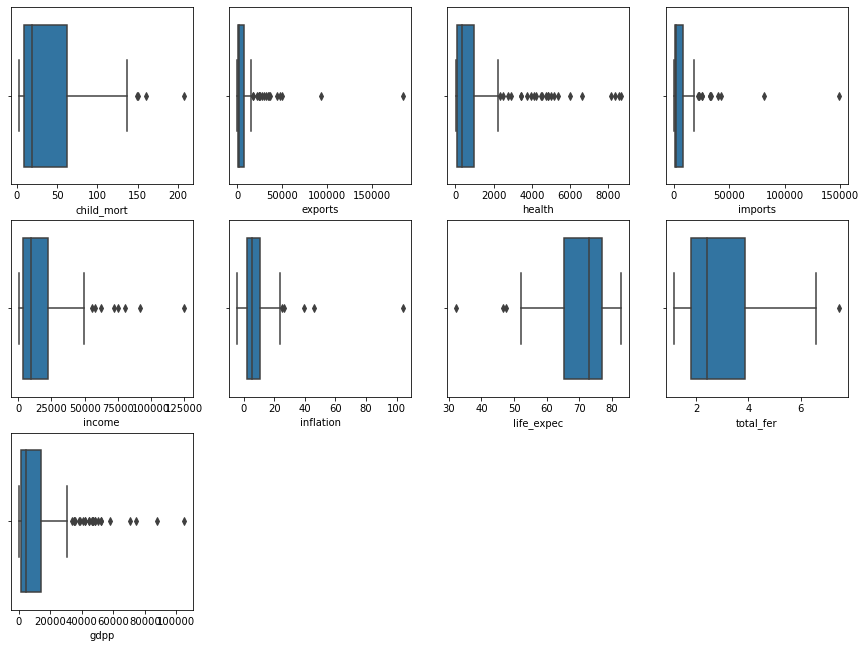 0 50 100 150 200
child_mort
0 50000 100000 150000
exports
0 2000 4000 6000 8000
health
0 50000 100000 150000
imports
0 25000 50000 75000 100000 125000
income
0 20 40 60 80 100
inflation
30 40 50 60 70 80
life_expec
2 4 6
total_fer
0 20000 40000 60000 80000 100000
gdpp